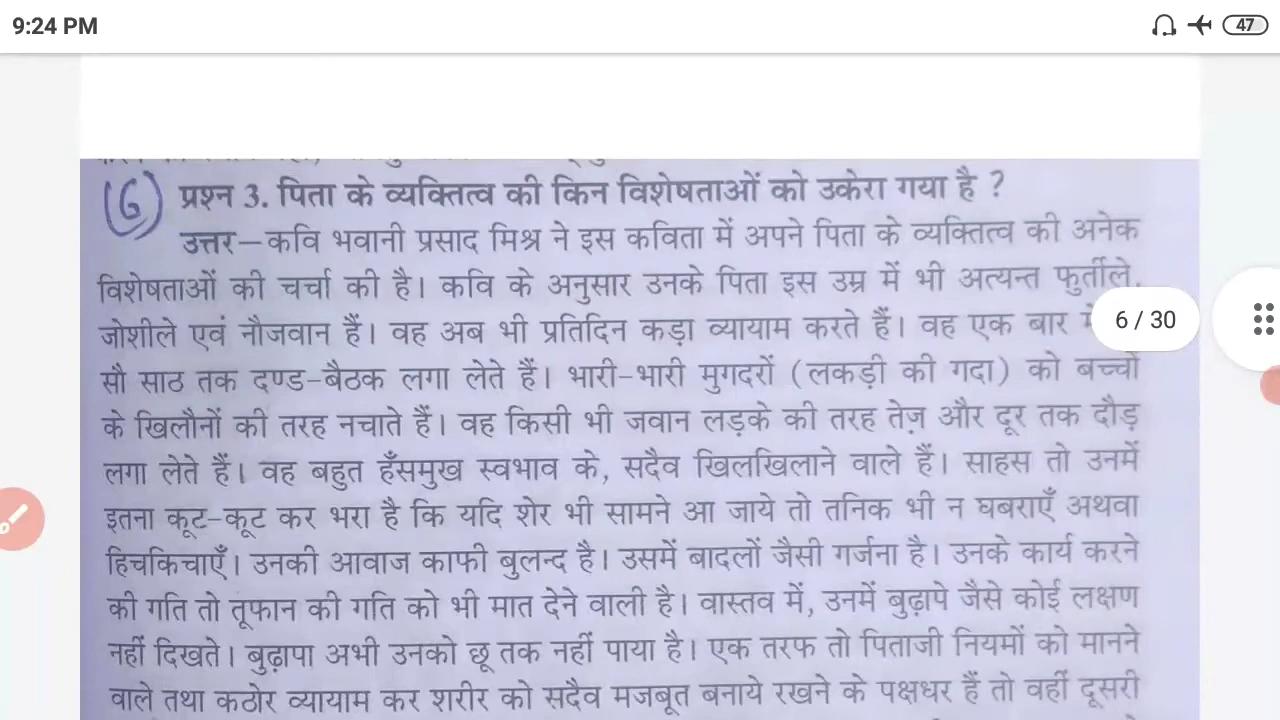 9:24 PM
47
(6) प्रश्न 3. पिता के व्यक्तित्व की किन विशेषताओं को उकेरा गया है ?
उत्तर–कवि भवानी प्रसाद मिश्र ने इस कविता में अपने पिता के व्यक्तित्व की अनेक
विशेषताओं की चर्चा की है। कवि के अनुसार उनके पिता इस उम्र में भी अत्यन्त फुर्तीले,
जोशीले एवं नौजवान हैं। वह अब भी प्रतिदिन कड़ा व्यायाम करते हैं। वह एक बार
6 / 30
सौ साठ तक दण्ड-बैठक लगा लेते हैं। भारी-भारी मुगदरों (लकड़ी की गदा) को बच्चों
के खिलौनों की तरह नचाते हैं। वह किसी भी जवान लड़के की तरह तेज़ और दूर तक दौड़
लगा लेते हैं। वह बहुत हँसमुख स्वभाव के, सदैव खिलखिलाने वाले हैं। साहस तो उनमें
इतना कूट-कूट कर भरा है कि यदि शेर भी सामने आ जाये तो तनिक भी न घबराएँ अथवा
हिचकिचाएँ। उनकी आवाज काफी बुलन्द है। उसमें बादलों जैसी गर्जना है। उनके कार्य करने
की गति तो तूफान की गति को भी मात देने वाली है। वास्तव में, उनमें बुढ़ापे जैसे कोई लक्षण
नहीं दिखते। बुढ़ापा अभी उनको छू तक नहीं पाया है। एक तरफ तो पिताजी नियमों को मानने
वाले तथा कठोर व्यायाम कर शरीर को सदैव मजबूत बनाये रखने के पक्षधर हैं तो वहीं दूसरी